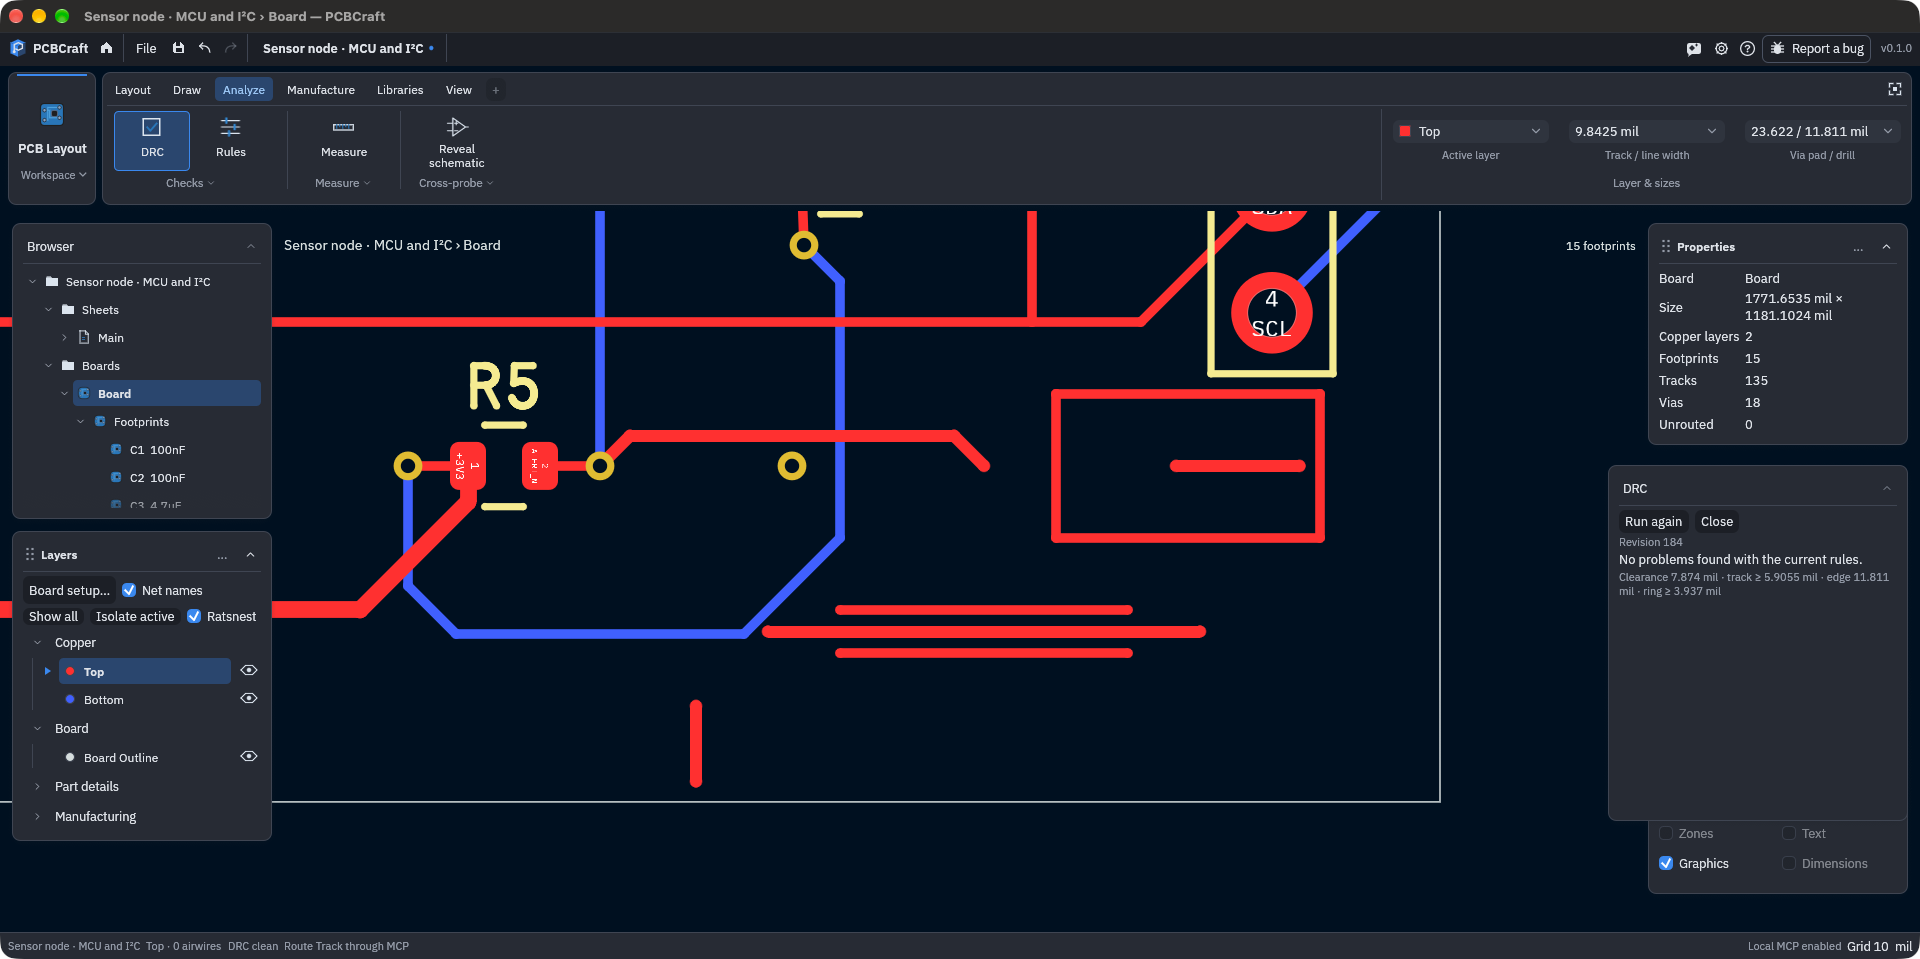 Sensor node · MCU and I²C › Board — PCBCraft
PCBCraft
File
Sensor node · MCU and I²C
Report a bug
v0.1.0
PCB Layout
Workspace
Layout
Draw
Analyze
Manufacture
Libraries
View
+
DRC
Rules
Checks
Measure
Measure
Reveal
schematic
Cross-probe
Top
Active layer
9.8425 mil
Track / line width
23.622 / 11.811 mil
Via pad / drill
Layer & sizes
Browser
Sensor node · MCU and I²C
Sheets
Main
Boards
Board
Footprints
C1 100nF
C2 100nF
C3 4.7uF
Sensor node · MCU and I²C › Board
15 footprints
SDA
4
SCL
R5
1
+3V3
2
Layers
...
Board setup...
Net names
Show all
Isolate active
Ratsnest
Copper
Top
Bottom
Board
Board Outline
Part details
Manufacturing
Properties
...
Board Board
Size 1771.6535 mil ×
1181.1024 mil
Copper layers 2
Footprints 15
Tracks 135
Vias 18
Unrouted 0
DRC
Run again
Close
Revision 184
No problems found with the current rules.
Clearance 7.874 mil · track ≥ 5.9055 mil · edge 11.811
mil · ring ≥ 3.937 mil
Zones
Text
Graphics
Dimensions
Sensor node · MCU and I²C Top · 0 airwires DRC clean Route Track through MCP
Local MCP enabled Grid 10 mil